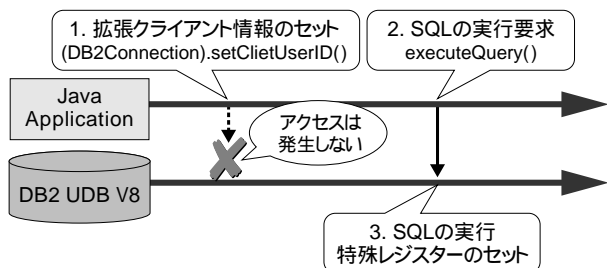 1. 拡張クライアント情報のセット
(DB2Connection).setClietUserID()
2. SQLの実行要求
executeQuery()
Java
Application
アクセスは
発生しない
DB2 UDB V8
3. SQLの実行
特殊レジスターのセット